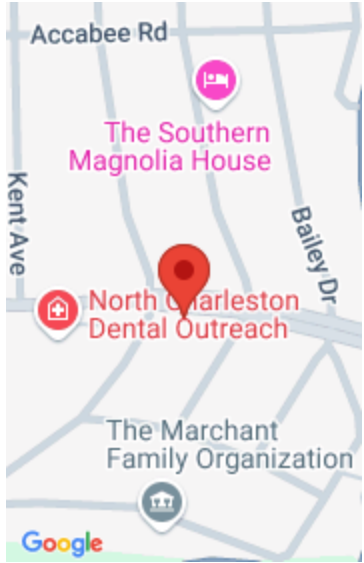 Accabee Rd
The Southern
Magnolia House
Kent Ave
Bailey Dr
North Charleston
Dental Outreach
The Marchant
Family Organization
Google